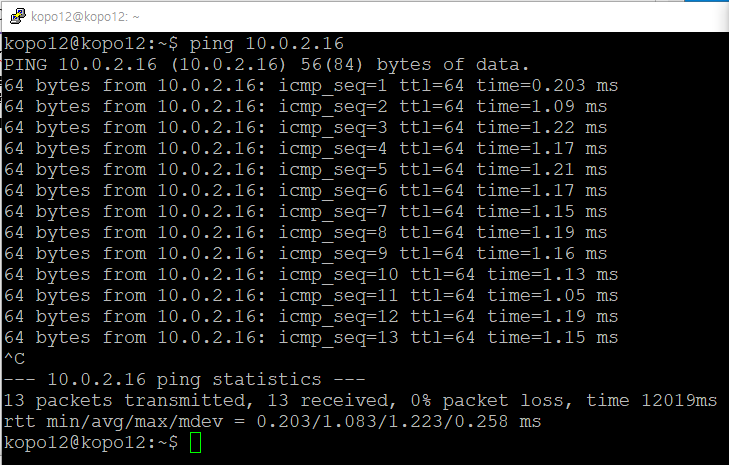 kopo12@kopo12: ~
kopo12@kopo12:~$ ping 10.0.2.16
PING 10.0.2.16 (10.0.2.16) 56(84) bytes of data.
64 bytes from 10.0.2.16: icmp_seq=1 ttl=64 time=0.203 ms
64 bytes from 10.0.2.16: icmp_seq=2 ttl=64 time=1.09 ms
64 bytes from 10.0.2.16: icmp_seq=3 ttl=64 time=1.22 ms
64 bytes from 10.0.2.16: icmp_seq=4 ttl=64 time=1.17 ms
64 bytes from 10.0.2.16: icmp_seq=5 ttl=64 time=1.21 ms
64 bytes from 10.0.2.16: icmp_seq=6 ttl=64 time=1.17 ms
64 bytes from 10.0.2.16: icmp_seq=7 ttl=64 time=1.15 ms
64 bytes from 10.0.2.16: icmp_seq=8 ttl=64 time=1.19 ms
64 bytes from 10.0.2.16: icmp_seq=9 ttl=64 time=1.16 ms
64 bytes from 10.0.2.16: icmp_seq=10 ttl=64 time=1.13 ms
64 bytes from 10.0.2.16: icmp_seq=11 ttl=64 time=1.05 ms
64 bytes from 10.0.2.16: icmp_seq=12 ttl=64 time=1.19 ms
64 bytes from 10.0.2.16: icmp_seq=13 ttl=64 time=1.15 ms
^C
--- 10.0.2.16 ping statistics ---
13 packets transmitted, 13 received, 0% packet loss, time 12019ms
rtt min/avg/max/mdev = 0.203/1.083/1.223/0.258 ms
kopo12@kopo12:~$